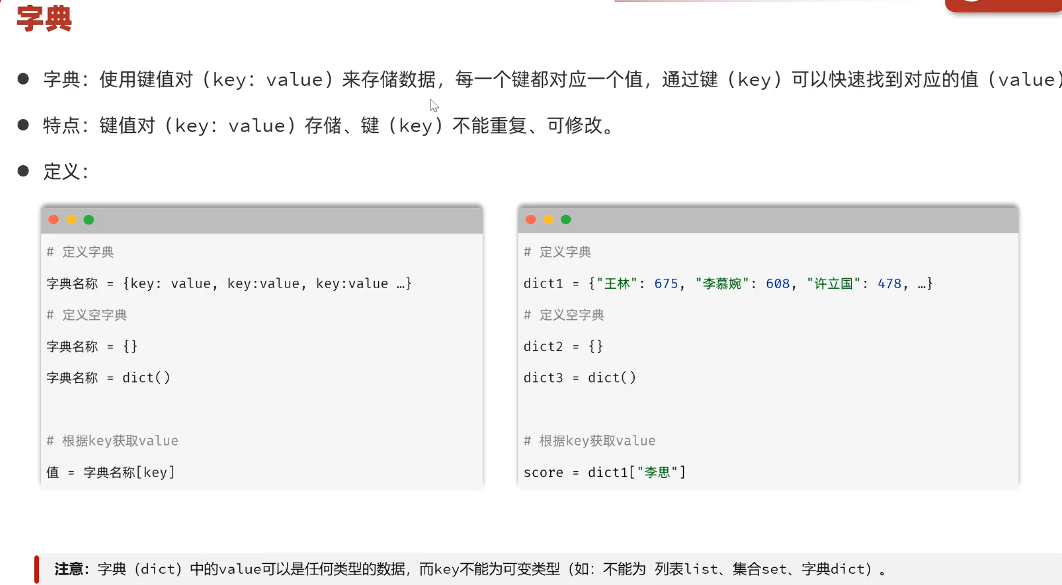 字典
● 字典：使用键值对（key：value）来存储数据，每一个键都对应一个值，通过键（key）可以快速找到对应的值（value）
● 特点：键值对（key：value）存储、键（key）不能重复、可修改。
● 定义：
# 定义字典
字典名称 = {key: value, key:value, key:value …}
# 定义空字典
字典名称 = {}
字典名称 = dict()
# 根据key获取value
值 = 字典名称[key]
# 定义字典
dict1 = {"王林": 675, "李慕婉": 608, "许立国": 478, …}
# 定义空字典
dict2 = {}
dict3 = dict()
# 根据key获取value
score = dict1["李思"]
注意：字典（dict）中的value可以是任何类型的数据，而key不能为可变类型（如：不能为 列表list、集合set、字典dict）。